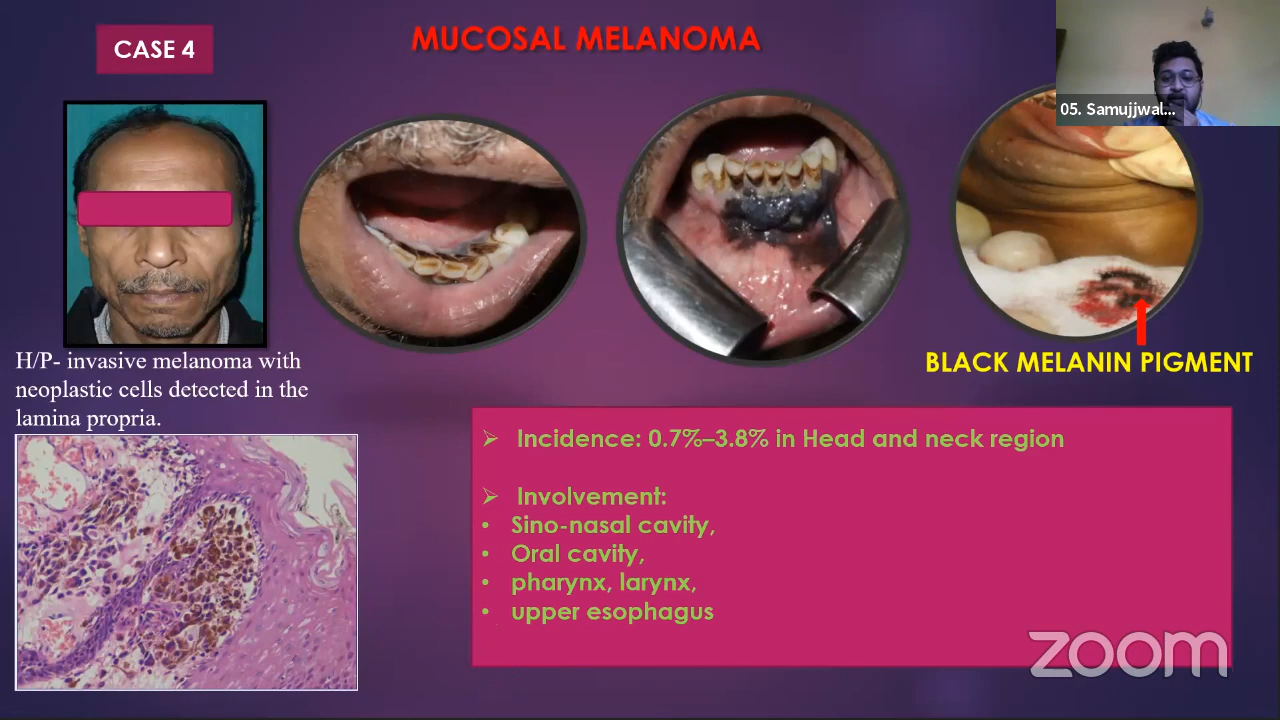 CASE 4
MUCOSAL MELANOMA
05. Samujjwal...
H/P- invasive melanoma with
neoplastic cells detected in the
lamina propria.
BLACK MELANIN PIGMENT
➢ Incidence: 0.7%–3.8% in Head and neck region
➢ Involvement:
• Sino-nasal cavity,
• Oral cavity,
• pharynx, larynx,
• upper esophagus
zoom